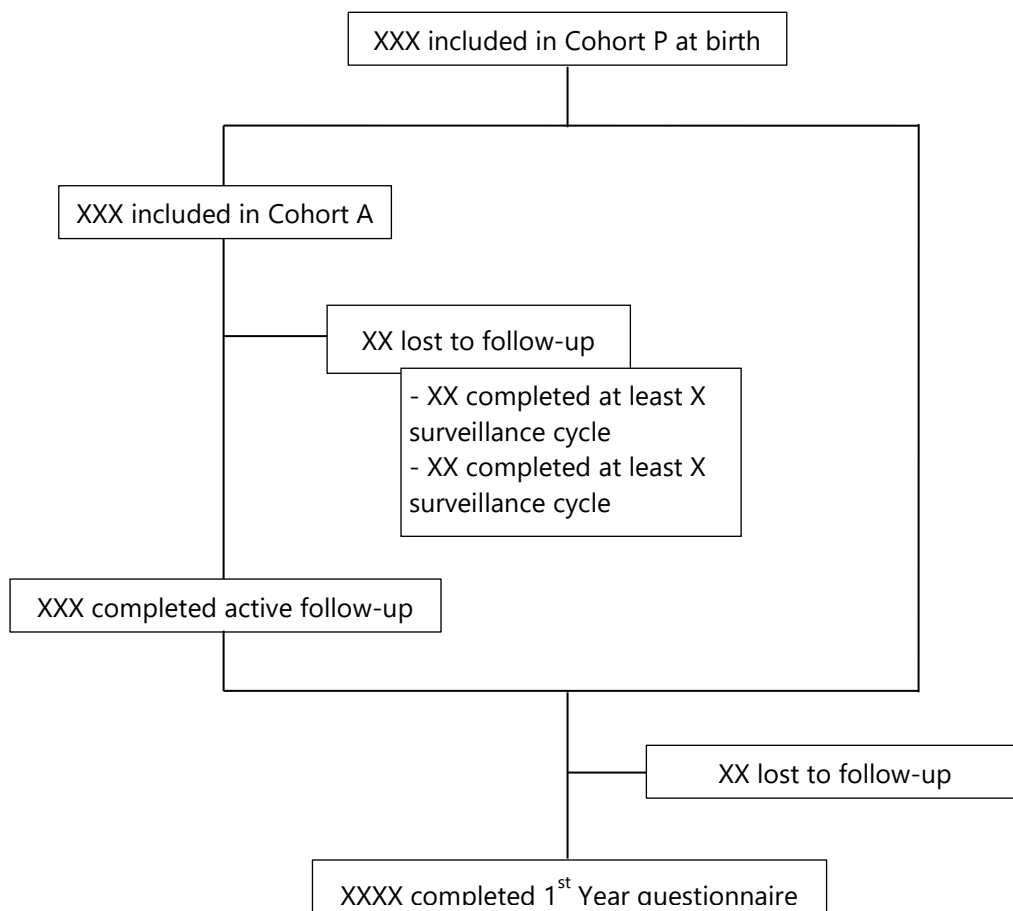 XXX included in Cohort P at birth
XXX included in Cohort A
XX lost to follow-up
- XX completed at least X
surveillance cycle
- XX completed at least X
surveillance cycle
XXX completed active follow-up
XX lost to follow-up
XXXX completed 1st Year questionnaire